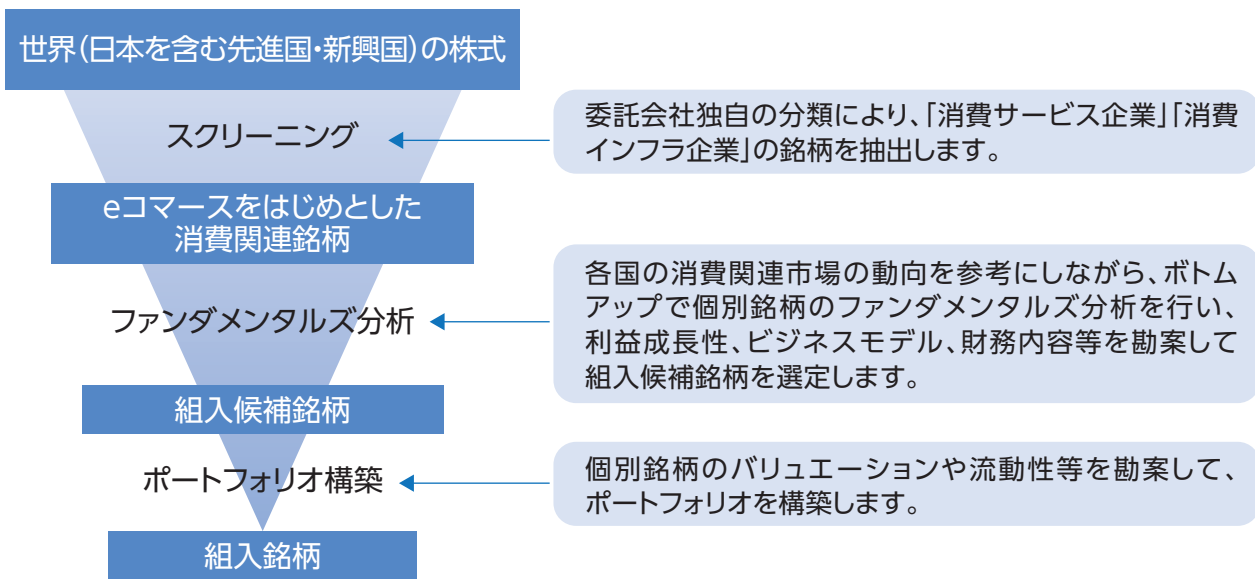 世界(日本を含む先進国・新興国)の株式
スクリーニング
委託会社独自の分類により、「消費サービス企業」「消費
インフラ企業」の銘柄を抽出します。
eコマースをはじめとした
消費関連銘柄
ファンダメンタルズ分析
各国の消費関連市場の動向を参考にしながら、ボトム
アップで個別銘柄のファンダメンタルズ分析を行い、
利益成長性、ビジネスモデル、財務内容等を勘案して
組入候補銘柄を選定します。
組入候補銘柄
ポートフォリオ構築
個別銘柄のバリュエーションや流動性等を勘案して、
ポートフォリオを構築します。
組入銘柄